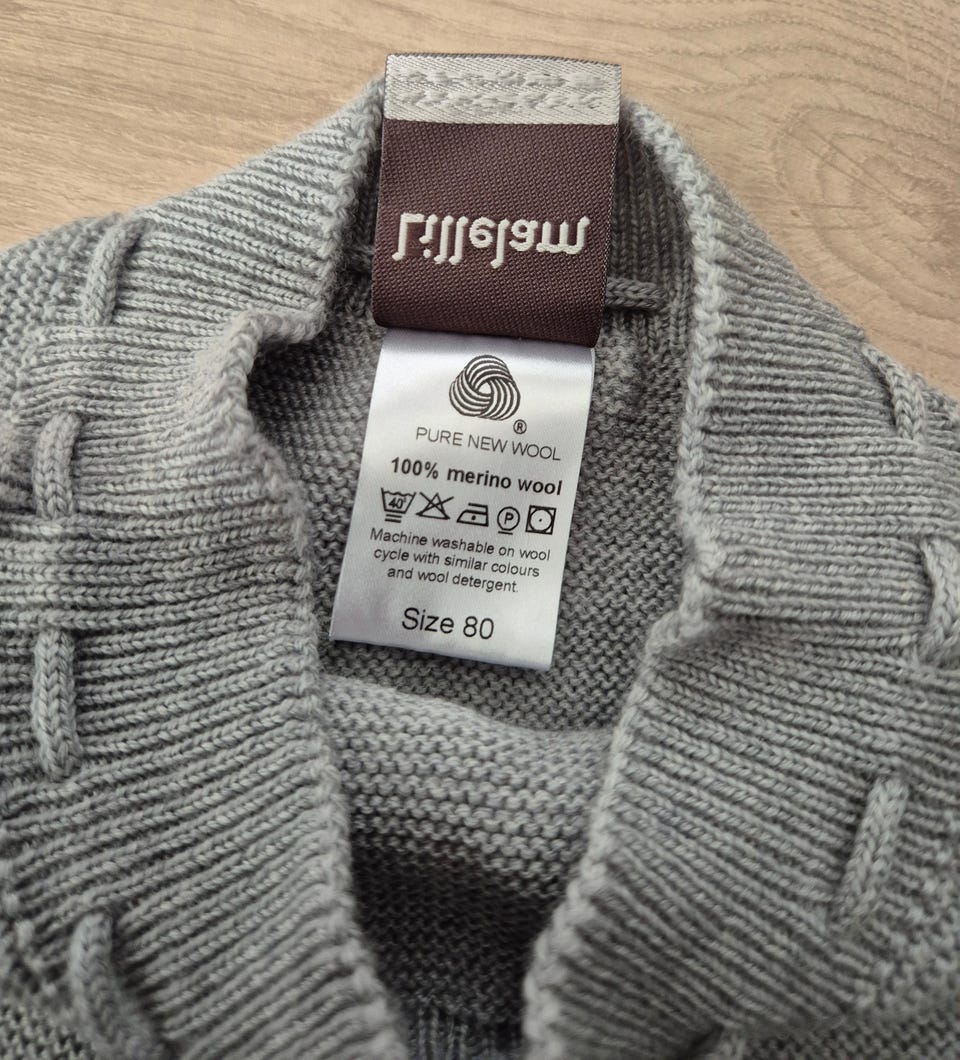 Lillelam
®
PURE NEW WOOL
100% merino wool
40 P
Machine washable on wool
cycle with similar colours
and wool detergent.
Size 80